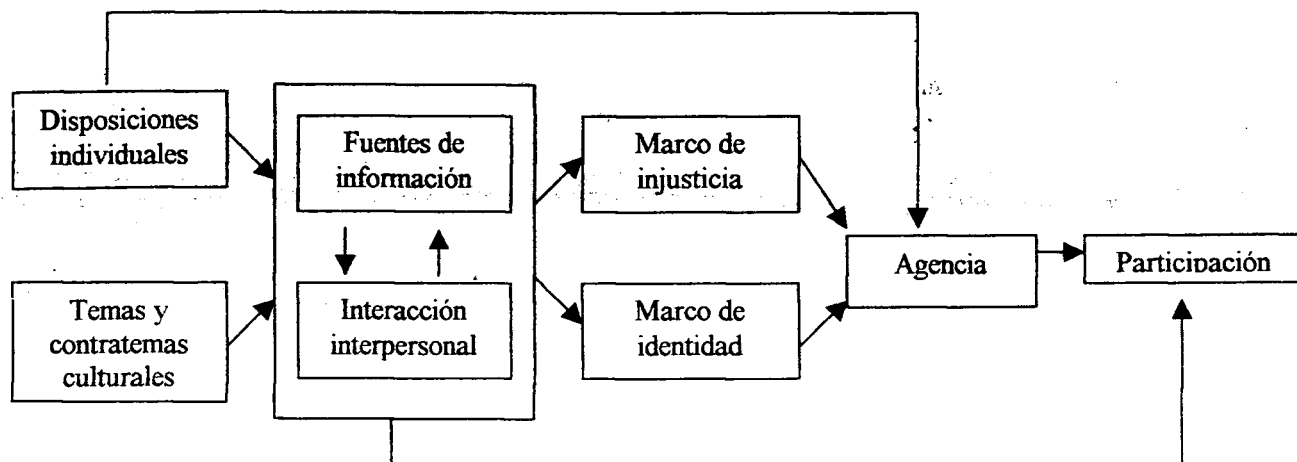 Disposiciones
individuales
Fuentes de
información
Marco de
injusticia
Agencia
Participación
Temas y
contratemas
culturales
Interacción
interpersonal
Marco de
identidad